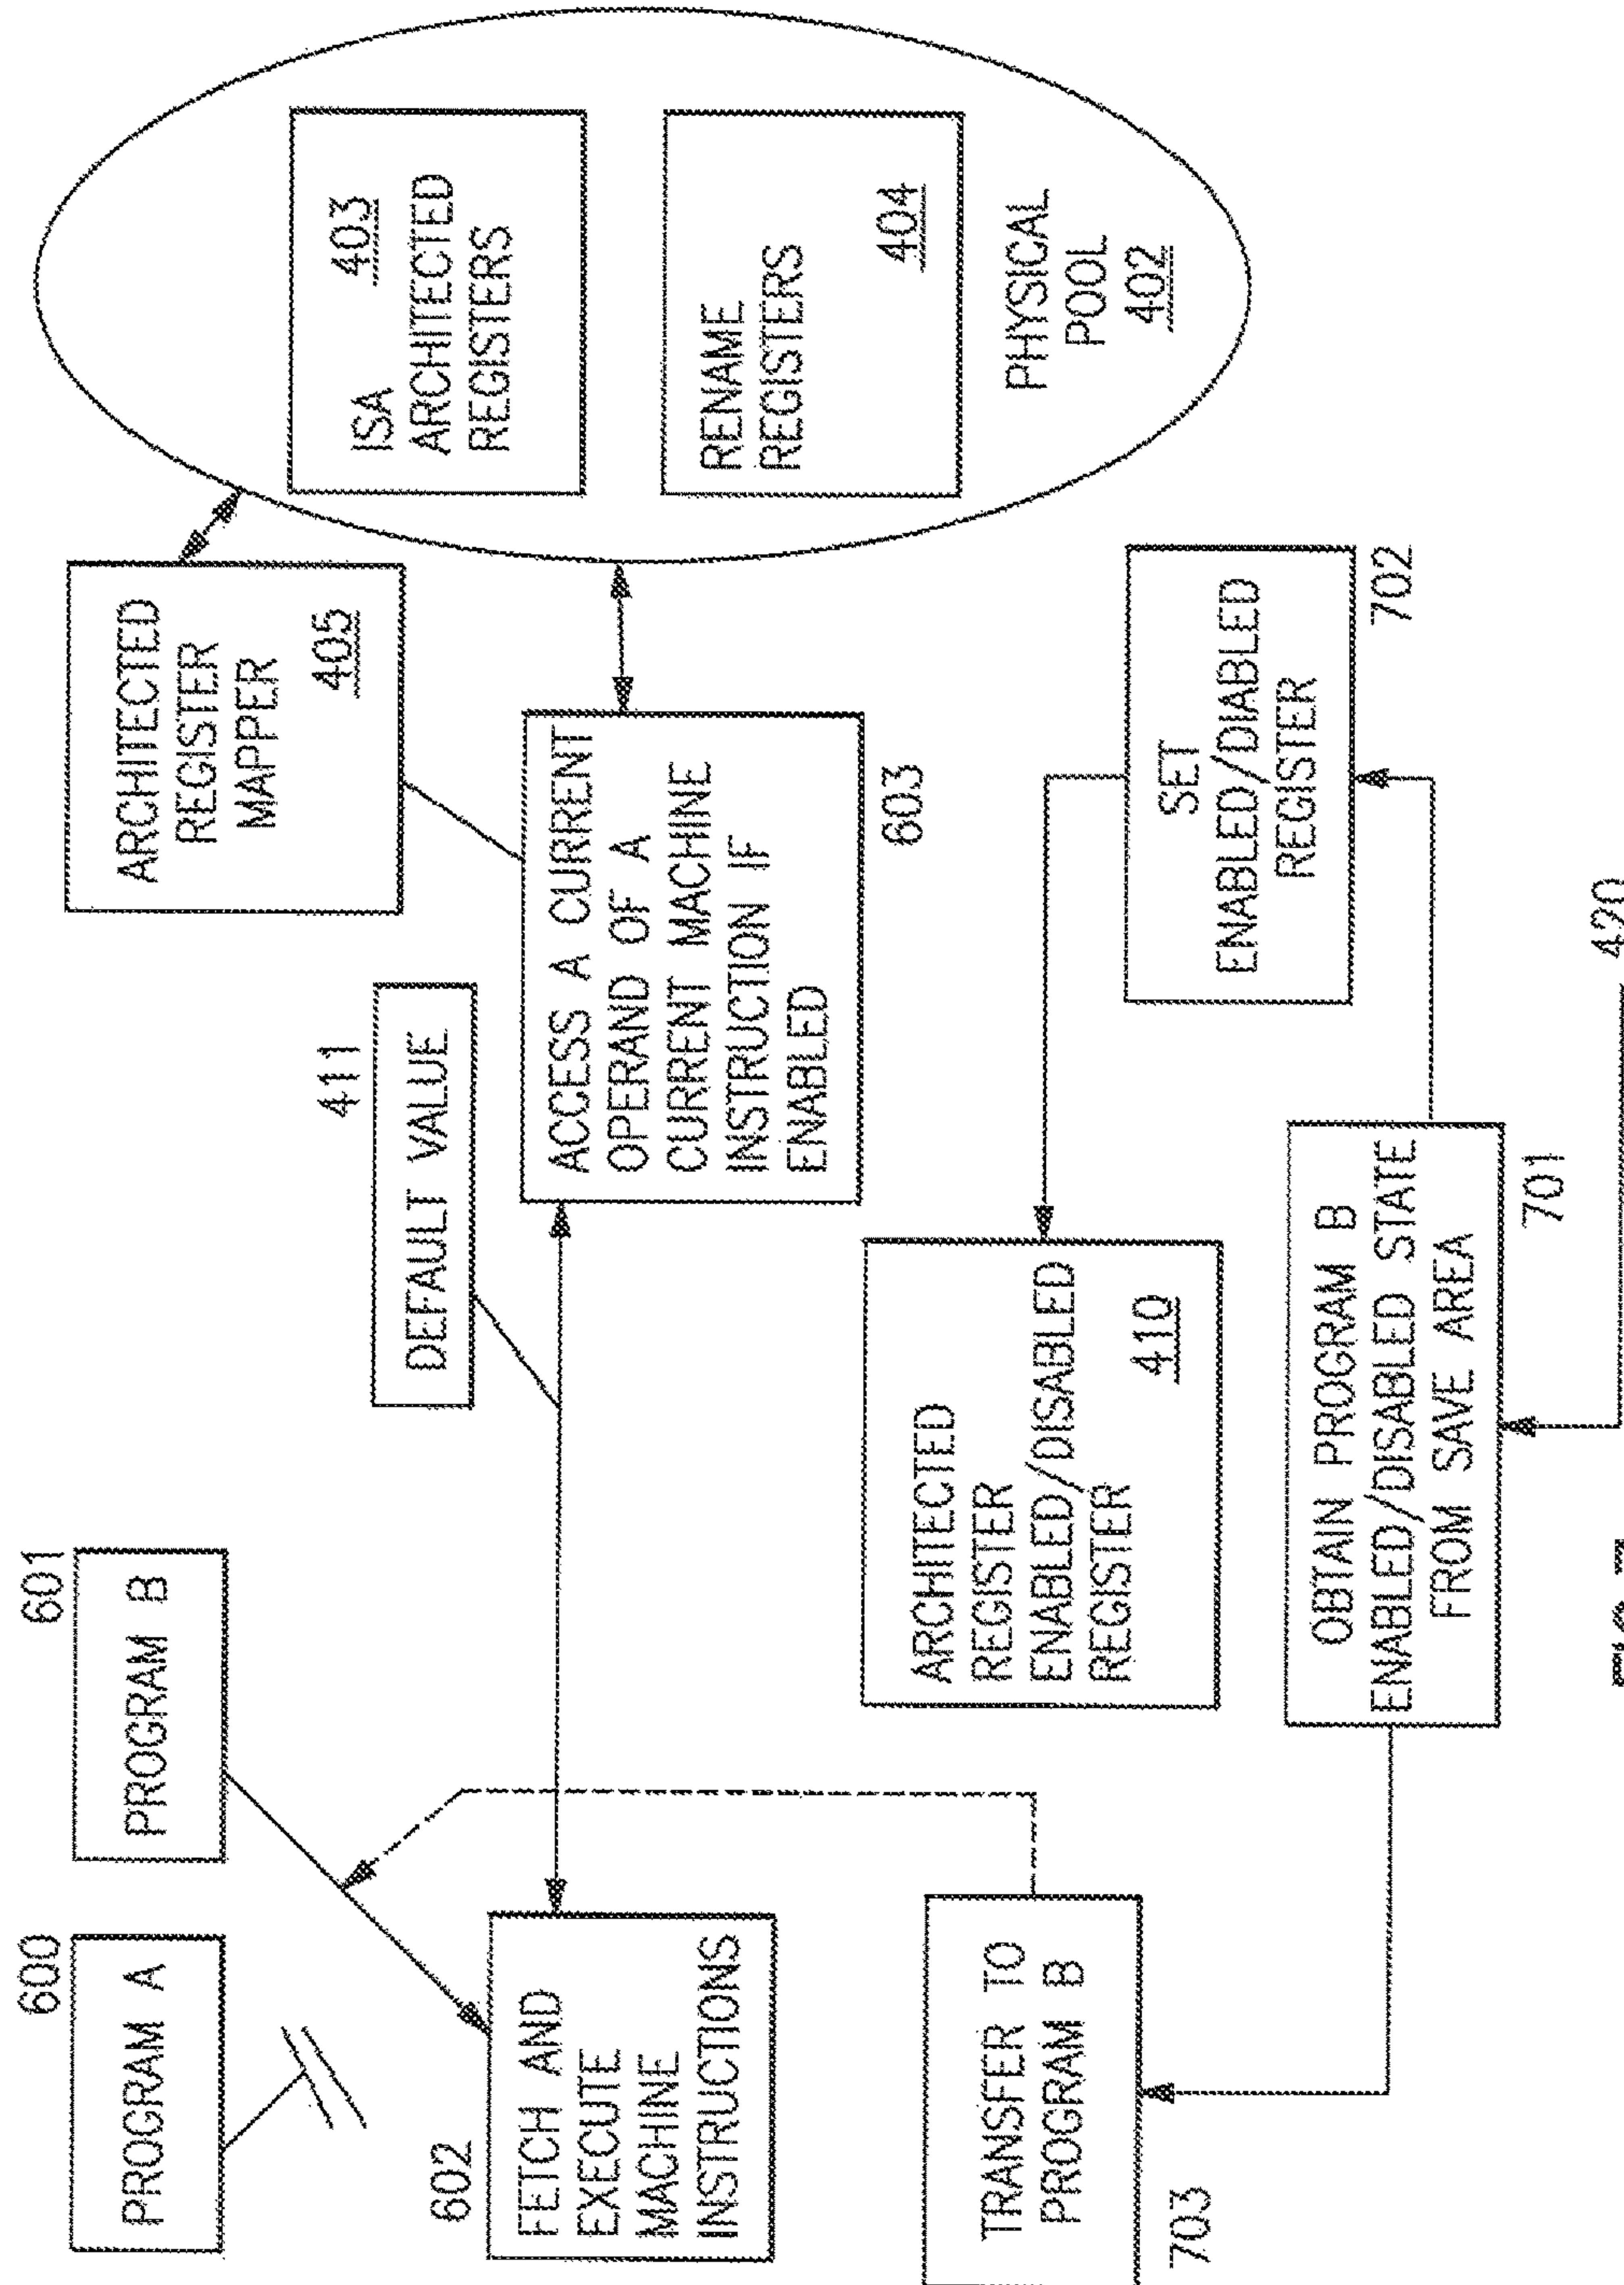 600
PROGRAM A
601
PROGRAM B
602
FETCH AND
EXECUTE
MACHINE
INSTRUCTIONS
411
DEFAULT VALUE
ARCHITECTED
REGISTER
MAPPER
405
ACCESS A CURRENT
OPERAND OF A
CURRENT MACHINE
INSTRUCTION IF
ENABLED
603
ISA 403
ARCHITECTED
REGISTERS
RENAME
REGISTERS
404
PHYSICAL
POOL
402
TRANSFER TO
PROGRAM B
703
ARCHITECTED
REGISTER
ENABLED/DISABLED
REGISTER 410
SET
ENABLED/DIABLED
REGISTER
702
OBTAIN PROGRAM B
ENABLED/DISABLED STATE
FROM SAVE AREA
701
420